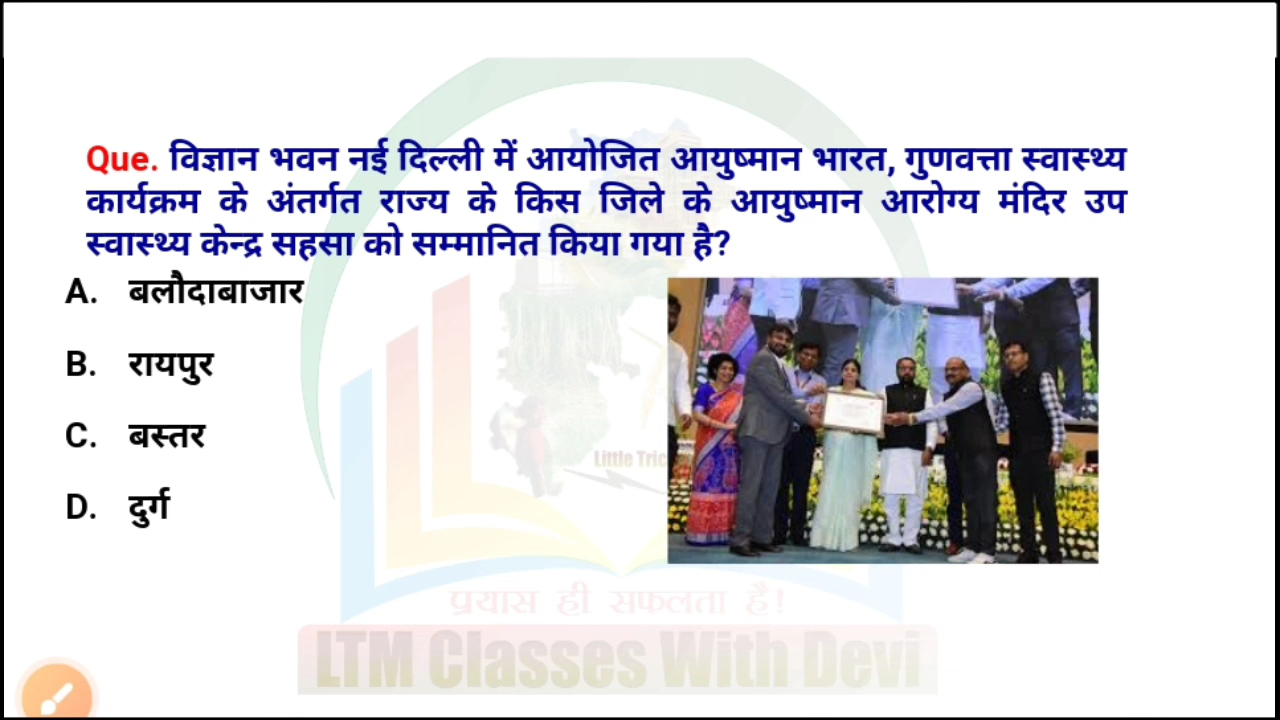 Que. विज्ञान भवन नई दिल्ली में आयोजित आयुष्मान भारत, गुणवत्ता स्वास्थ्य
कार्यक्रम के अंतर्गत राज्य के किस जिले के आयुष्मान आरोग्य मंदिर उप
स्वास्थ्य केन्द्र सहसा को सम्मानित किया गया है?
A. बलौदाबाजार
B. रायपुर
C. बस्तर
D. दुर्ग
Little
प्रयास ही सफलता है!
LTM Classes With Devi